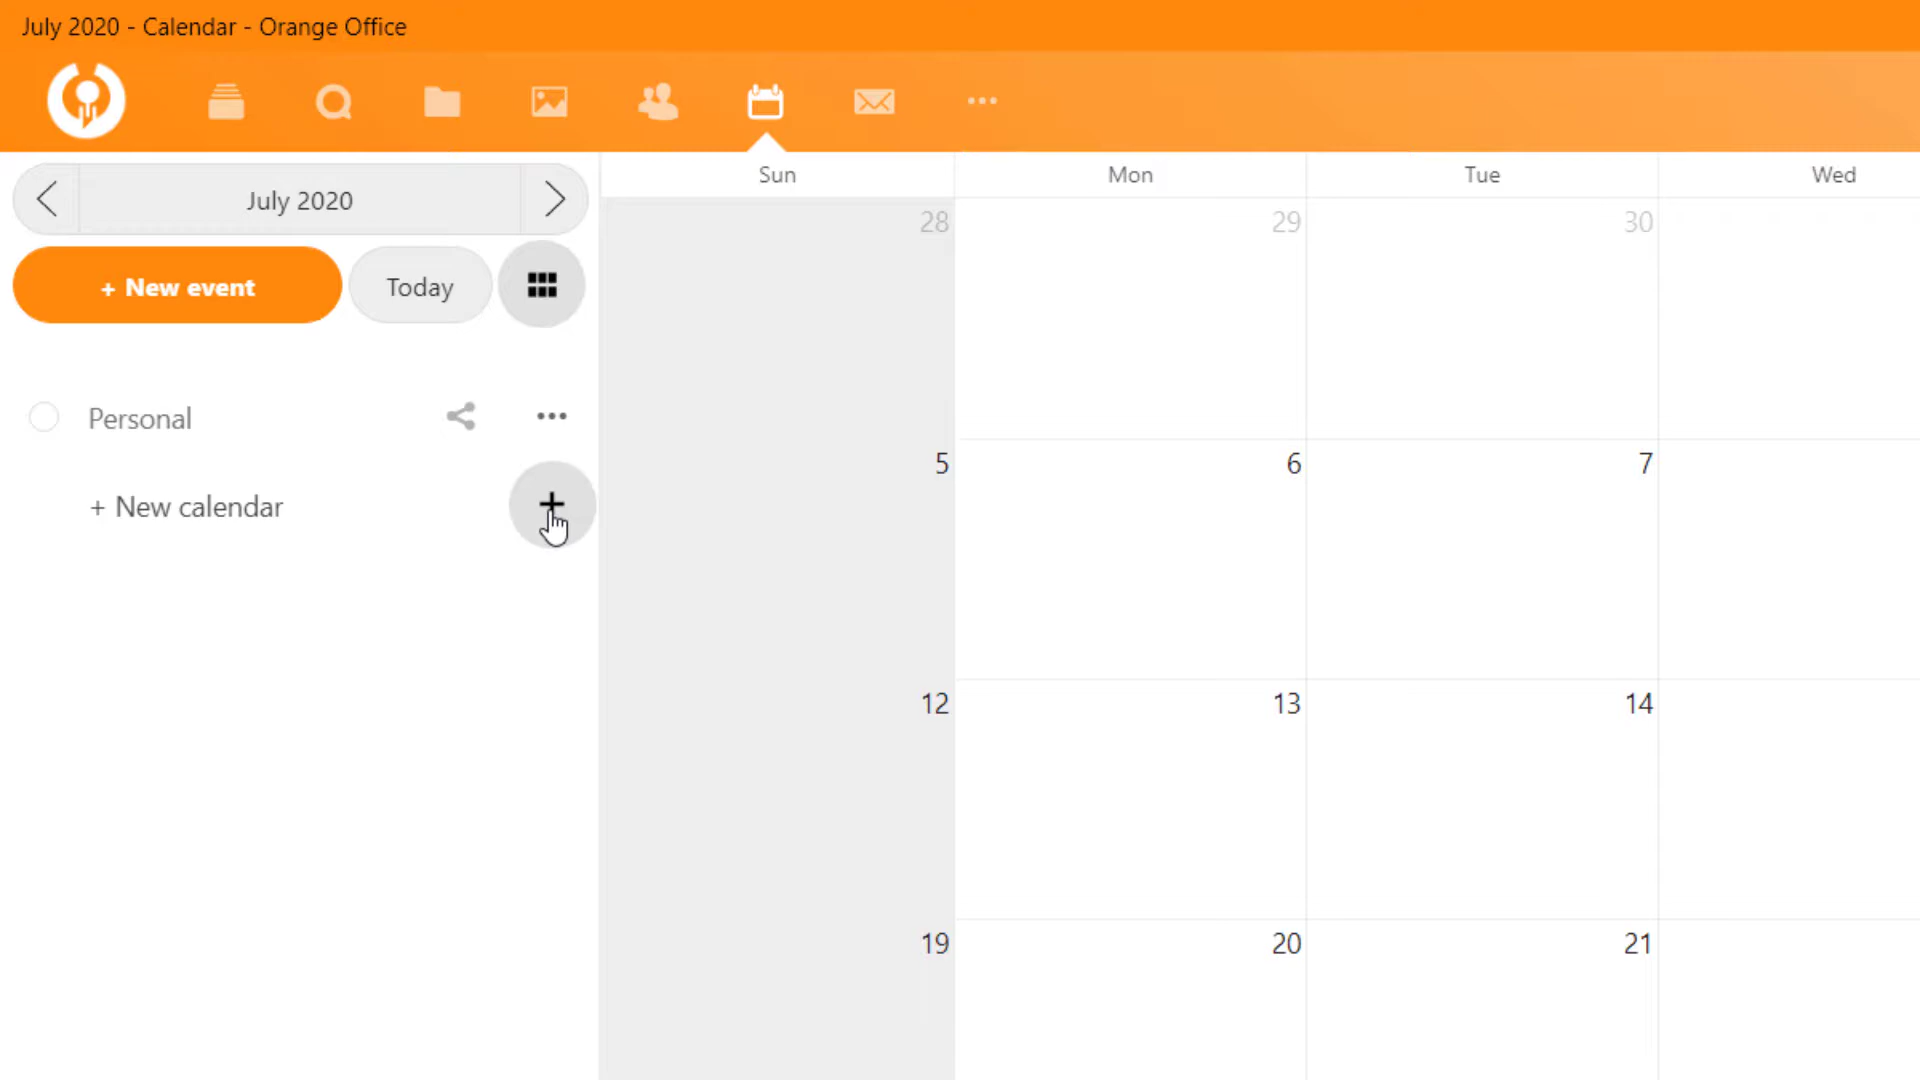 July 2020 - Calendar - Orange Office
July 2020
+ New event
Today
Personal
+ New calendar
Sun Mon Tue Wed
28 29 30
5 6 7
12 13 14
19 20 21